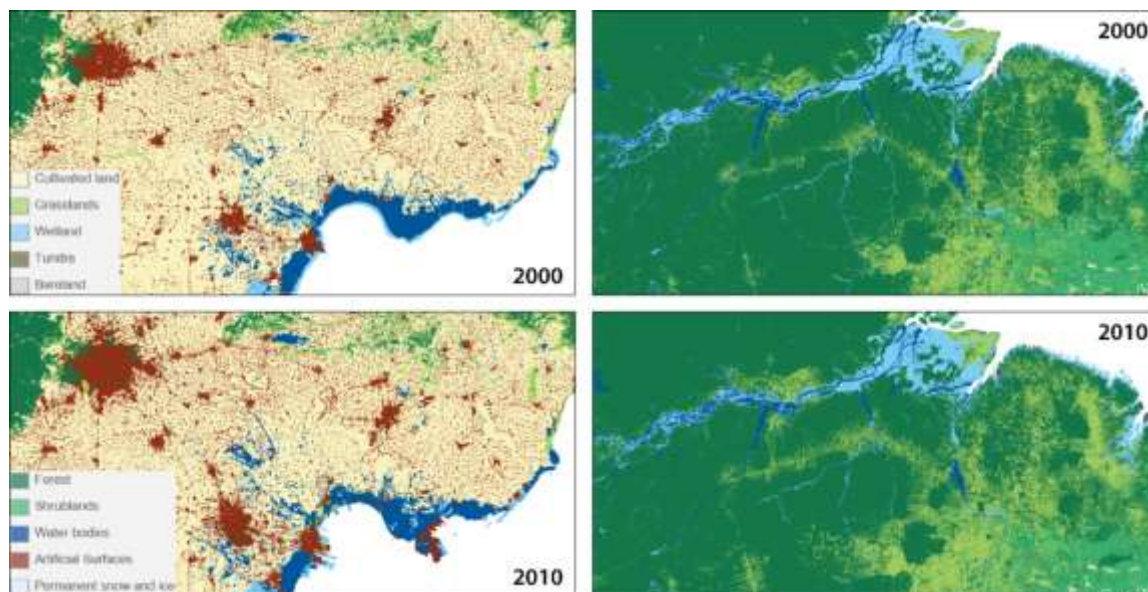 2000
2000
Cultivated land
Grasslands
Wetland
Tundra
Bareland
2010
2010
Forest
Shrublands
Water bodies
Artificial surfaces
Permanent snow and ice